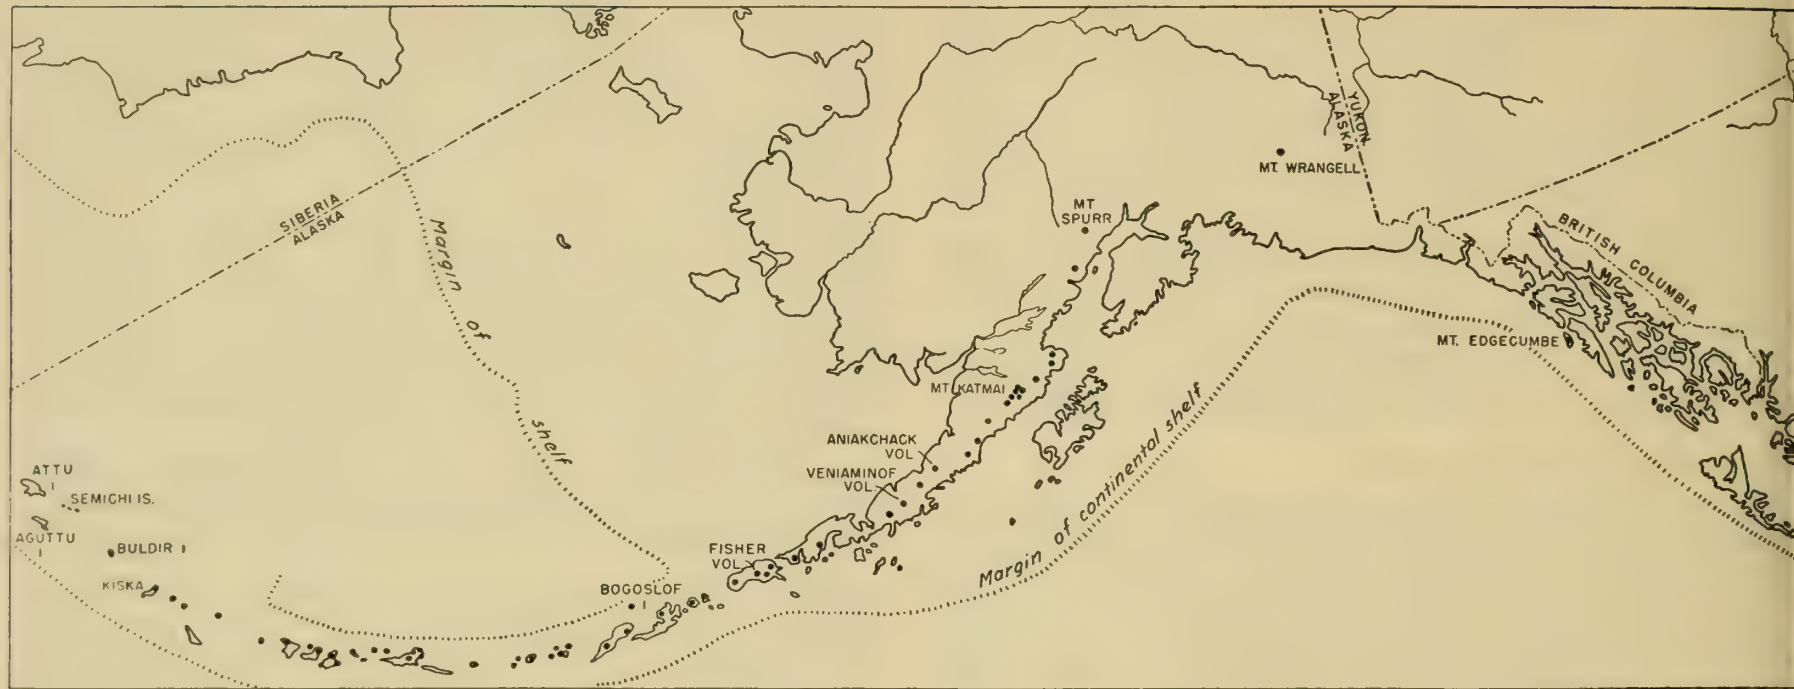 SIBERIA
ALASKA
YUKON
ALASKA
MT. WRANGELL
MT
SPURR
BRITISH COLUMBIA
Margin
of
shelf
MT. EDGECUMBE
MT. KATMAI
ANIAKCHACK
VOL
VENIAMINOF
VOL.
Margin of continental shelf
ATTU
I
SEMICHI IS.
AGUTTU
I
BULDIR I
KISKA
FISHER
VOL.
BOGOSLOF
I